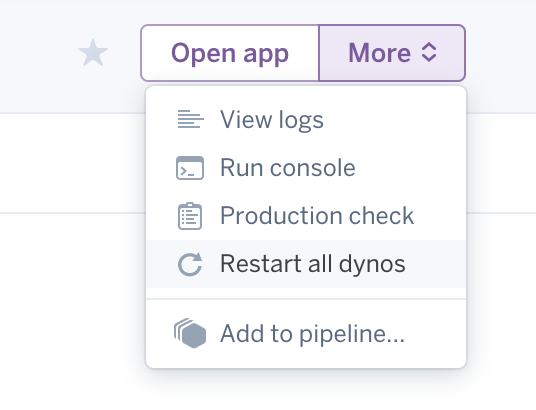 Open app
More
View logs
Run console
Production check
Restart all dynos
Add to pipeline...